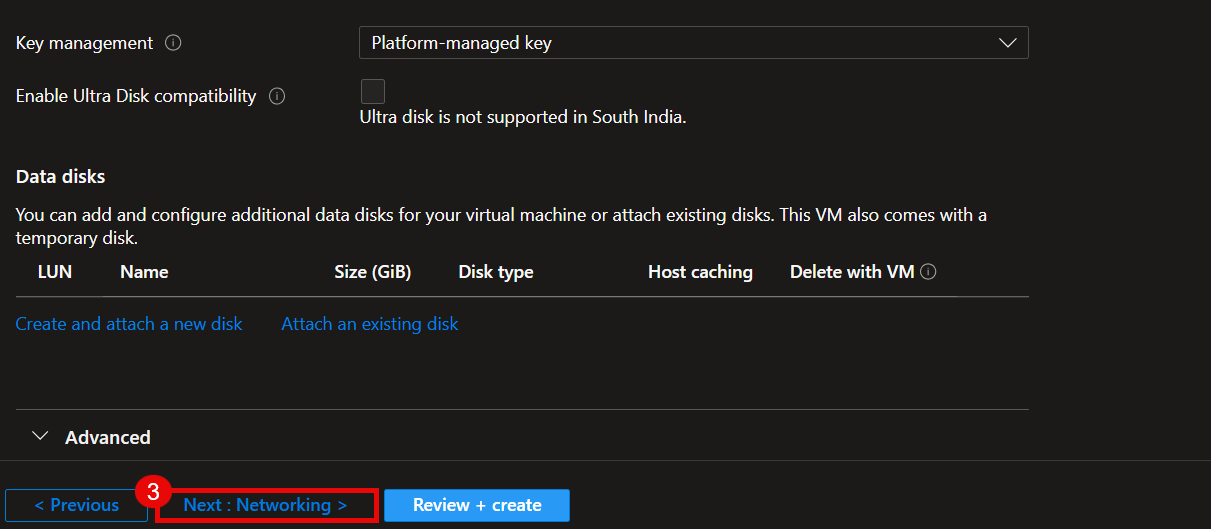 Key management
Platform-managed key
Enable Ultra Disk compatibility
Ultra disk is not supported in South India.
Data disks
You can add and configure additional data disks for your virtual machine or attach existing disks. This VM also comes with a
temporary disk.
LUN Name Size (GiB) Disk type Host caching Delete with VM
Create and attach a new disk Attach an existing disk
Advanced
< Previous 3 Next : Networking > Review + create